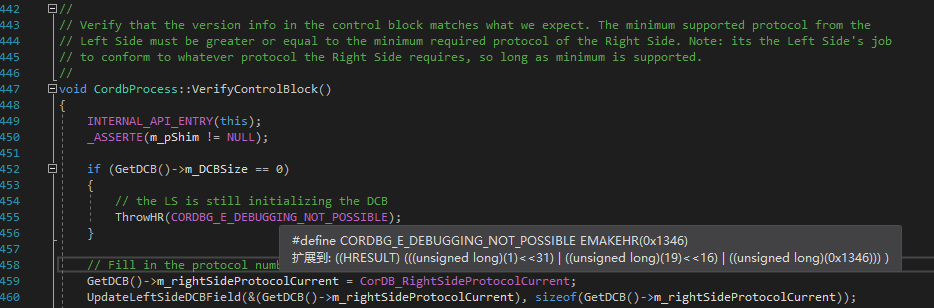 442 //
443 // Verify that the version info in the control block matches what we expect. The minimum supported protocol from the
444 // Left Side must be greater or equal to the minimum required protocol of the Right Side. Note: its the Left Side's job
445 // to conform to whatever protocol the Right Side requires, so long as minimum is supported.
446 //
447 void CordbProcess::VerifyControlBlock()
448 {
449 INTERNAL_API_ENTRY(this);
450 _ASSERTE(m_pShim != NULL);
451
452 if (GetDCB()->m_DCBSize == 0)
453 {
454 // the LS is still initializing the DCB
455 ThrowHR(CORDBG_E_DEBUGGING_NOT_POSSIBLE);
456 }
#define CORDBG_E_DEBUGGING_NOT_POSSIBLE EMAKEHR(0x1346)
457
扩展到: ((HRESULT) (((unsigned long)(1)<<31) | ((unsigned long)(19)<<16) | ((unsigned long)(0x1346))) )
458 // Fill in the protocol num
459 GetDCB()->m_rightSideProtocolCurrent = CorDB_RightSideProtocolCurrent;
460 UpdateLeftSideDCBField(&(GetDCB()->m_rightSideProtocolCurrent), sizeof(GetDCB()->m_rightSideProtocolCurrent));